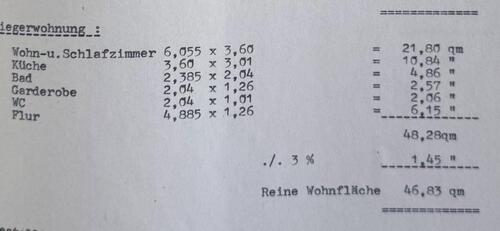 ============
iegerwohnung :
Wohn-u.Schlafzimmer 6,055 x 3,60 = 21,80 qm
Küche 3,60 x 3,01 = 10,84 "
Bad 2,385 x 2,04 = 4,86 "
Garderobe 2,04 x 1,26 = 2,57 "
WC 2,04 x 1,01 = 2,06 "
Flur 4,885 x 1,26 = 6,15 "
48,28qm
./. 3 % 1,45 "
Reine Wohnfläche 46,83 qm
============